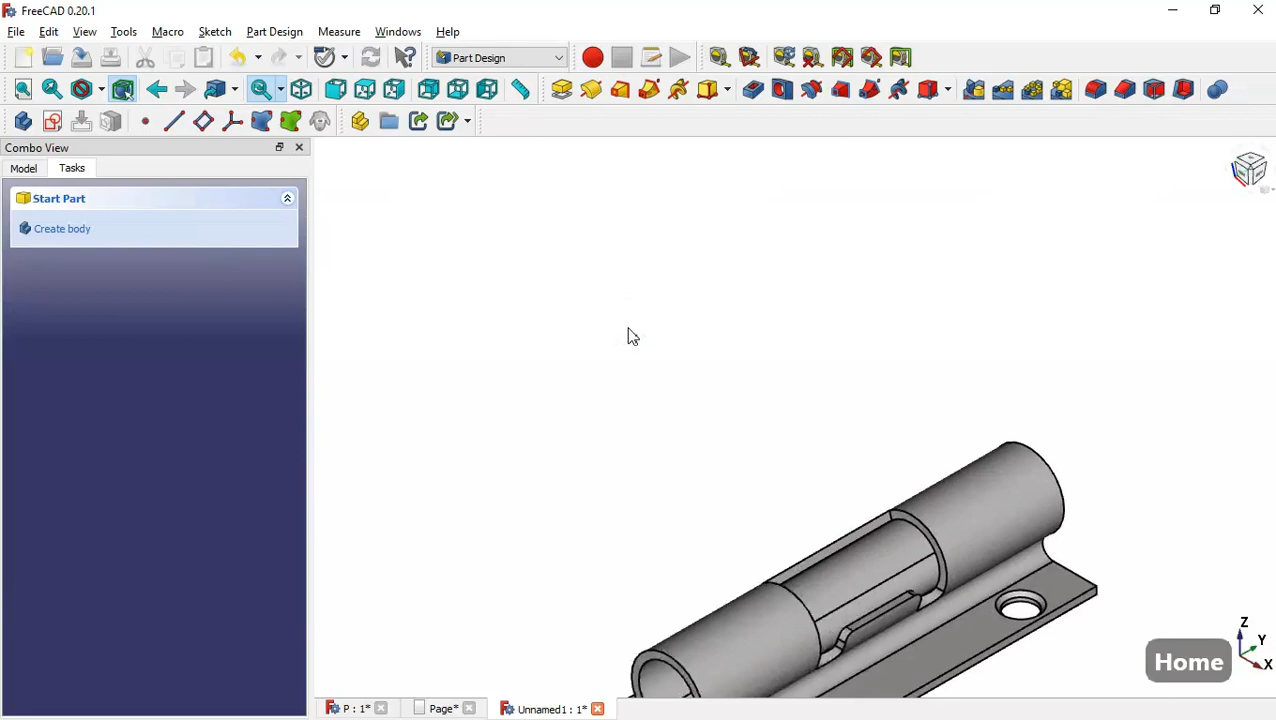 FreeCAD 0.20.1
File Edit View Tools Macro Sketch Part Design Measure Windows Help
Part Design
Combo View
Model Tasks
Start Part
Create body
Z
Y
X
Home
P : 1* Page* Unnamed1 : 1*